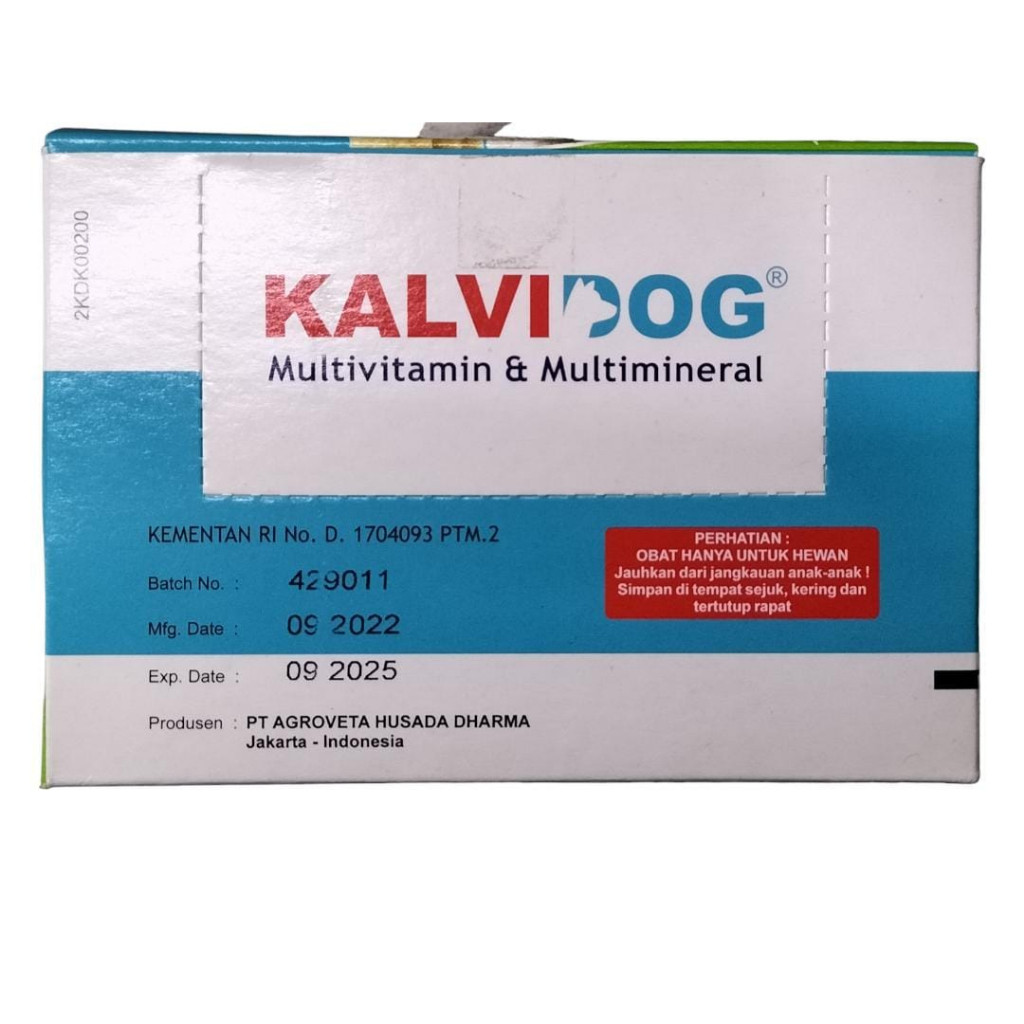 2KDK00200
KALVIDOG®
Multivitamin & Multimineral
KEMENTAN RI No. D. 1704093 PTM.2
Batch No. : 429011
Mfg. Date : 09 2022
Exp. Date : 09 2025
Produsen : PT AGROVETA HUSADA DHARMA
Jakarta - Indonesia
PERHATIAN :
OBAT HANYA UNTUK HEWAN
Jauhkan dari jangkauan anak-anak !
Simpan di tempat sejuk, kering dan
tertutup rapat